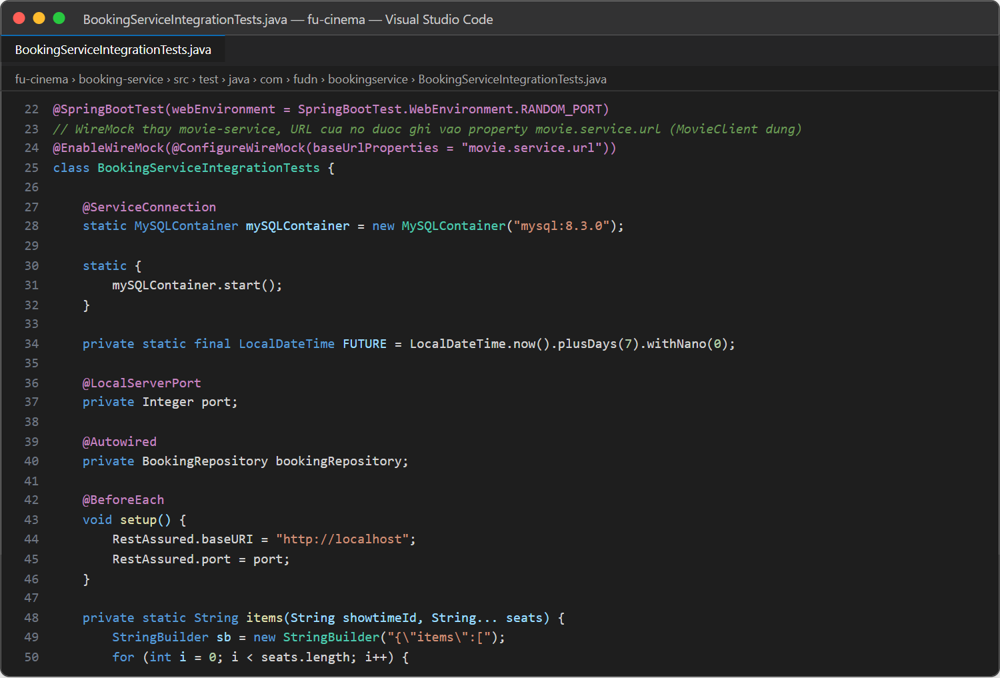 BookingServiceIntegrationTests.java — fu-cinema — Visual Studio Code
BookingServiceIntegrationTests.java
fu-cinema › booking-service › src › test › java › com › fudn › bookingservice › BookingServiceIntegrationTests.java
22 @SpringBootTest(webEnvironment = SpringBootTest.WebEnvironment.RANDOM_PORT)
23 // WireMock thay movie-service, URL cua no duoc ghi vao property movie.service.url (MovieClient dung)
24 @EnableWireMock(@ConfigureWireMock(baseUrlProperties = "movie.service.url"))
25 class BookingServiceIntegrationTests {
26
27     @ServiceConnection
28     static MySQLContainer mySQLContainer = new MySQLContainer("mysql:8.3.0");
29
30     static {
31         mySQLContainer.start();
32     }
33
34     private static final LocalDateTime FUTURE = LocalDateTime.now().plusDays(7).withNano(0);
35
36     @LocalServerPort
37     private Integer port;
38
39     @Autowired
40     private BookingRepository bookingRepository;
41
42     @BeforeEach
43     void setup() {
44         RestAssured.baseURI = "http://localhost";
45         RestAssured.port = port;
46     }
47
48     private static String items(String showtimeId, String... seats) {
49         StringBuilder sb = new StringBuilder("{\"items\":[");
50         for (int i = 0; i < seats.length; i++) {